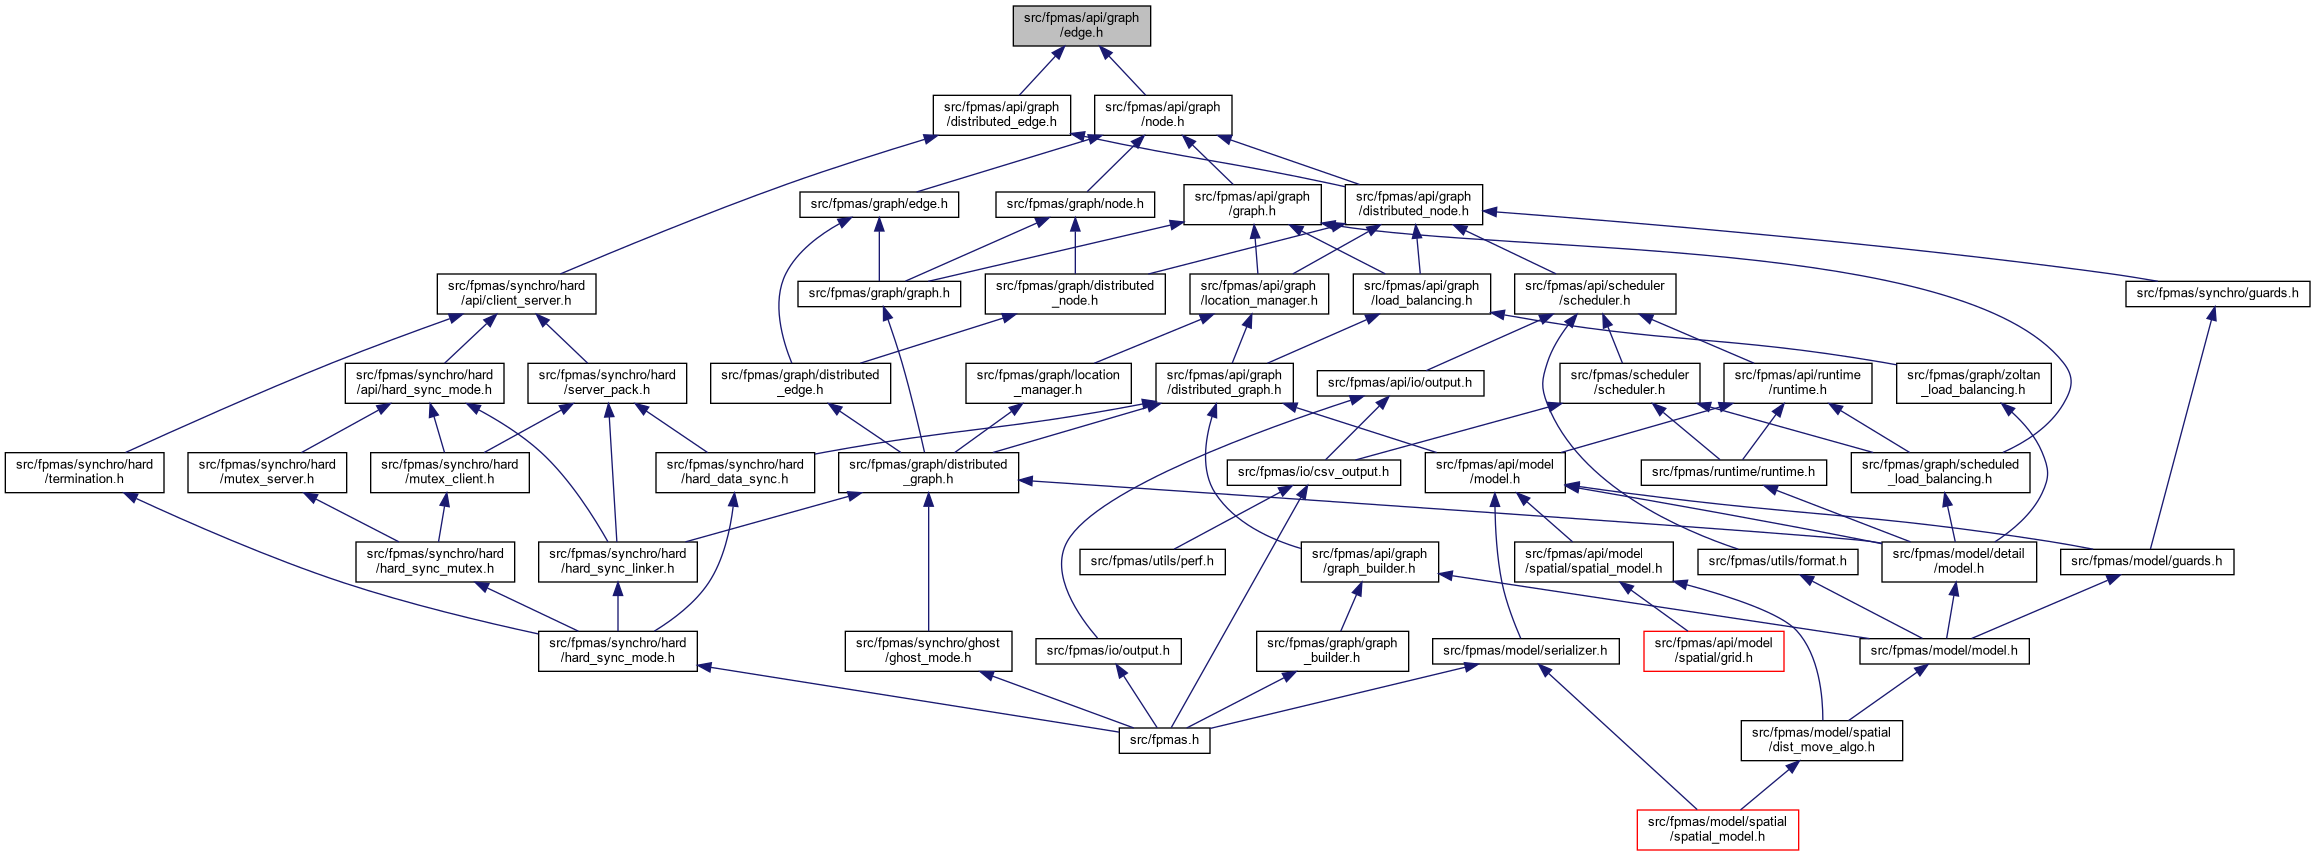 src/fpmas/api/graph
/edge.h
src/fpmas/api/graph
/distributed_edge.h
src/fpmas/api/graph
/node.h
src/fpmas/graph/edge.h
src/fpmas/graph/node.h
src/fpmas/api/graph
/graph.h
src/fpmas/api/graph
/distributed_node.h
src/fpmas/synchro/hard
/api/client_server.h
src/fpmas/graph/graph.h
src/fpmas/graph/distributed
_node.h
src/fpmas/api/graph
/location_manager.h
src/fpmas/api/graph
/load_balancing.h
src/fpmas/api/scheduler
/scheduler.h
src/fpmas/synchro/guards.h
src/fpmas/synchro/hard
/api/hard_sync_mode.h
src/fpmas/synchro/hard
/server_pack.h
src/fpmas/graph/distributed
_edge.h
src/fpmas/graph/location
_manager.h
src/fpmas/api/graph
/distributed_graph.h
src/fpmas/api/io/output.h
src/fpmas/scheduler
/scheduler.h
src/fpmas/api/runtime
/runtime.h
src/fpmas/graph/zoltan
_load_balancing.h
src/fpmas/synchro/hard
/termination.h
src/fpmas/synchro/hard
/mutex_server.h
src/fpmas/synchro/hard
/mutex_client.h
src/fpmas/synchro/hard
/hard_data_sync.h
src/fpmas/graph/distributed
_graph.h
src/fpmas/io/csv_output.h
src/fpmas/api/model
/model.h
src/fpmas/runtime/runtime.h
src/fpmas/graph/scheduled
_load_balancing.h
src/fpmas/synchro/hard
/hard_sync_mutex.h
src/fpmas/synchro/hard
/hard_sync_linker.h
src/fpmas/utils/perf.h
src/fpmas/api/graph
/graph_builder.h
src/fpmas/api/model
spatial/spatial_model.h
src/fpmas/utils/format.h
src/fpmas/model/detail
/model.h
src/fpmas/model/guards.h
src/fpmas/synchro/hard
/hard_sync_mode.h
src/fpmas/synchro/ghost
/ghost_mode.h
src/fpmas/io/output.h
src/fpmas/graph/graph
_builder.h
src/fpmas/model/serializer.h
src/fpmas/api/model
/spatial/grid.h
src/fpmas/model/model.h
src/fpmas.h
src/fpmas/model/spatial
/dist_move_algo.h
src/fpmas/model/spatial
/spatial_model.h